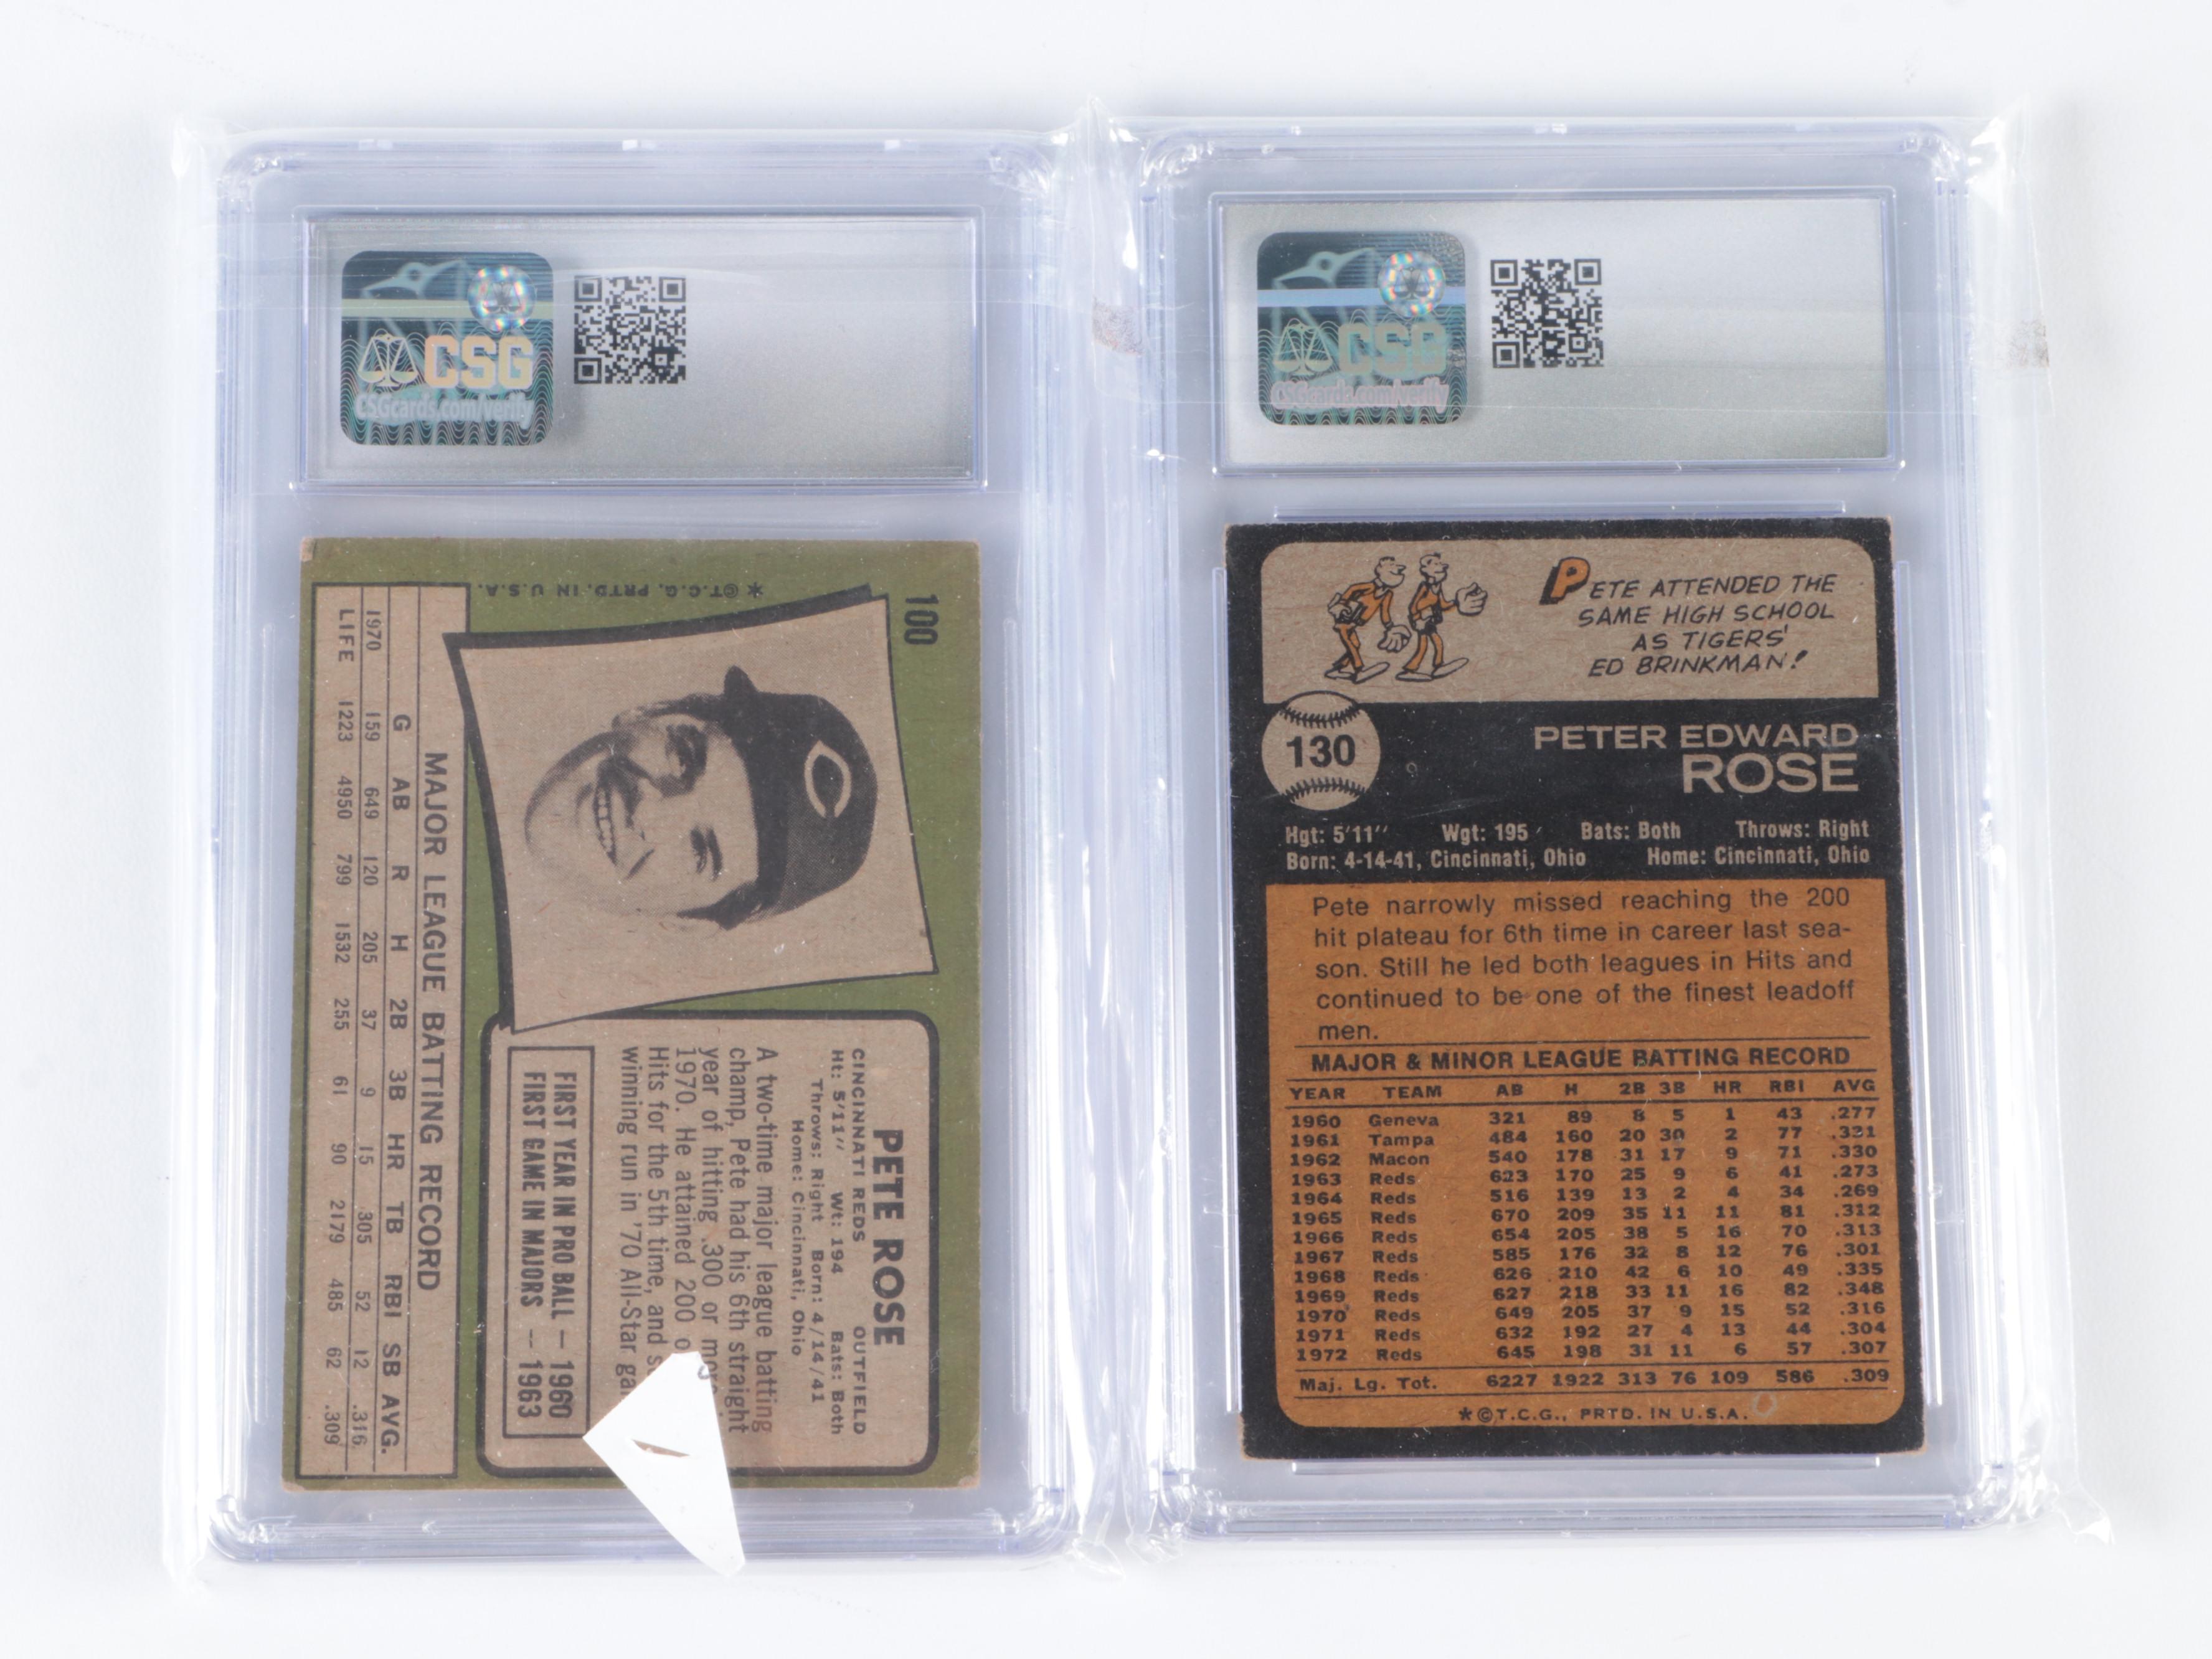 CSG
CSGcards.com/verify
100
*©T.C.G. PRTD. IN U.S.A.
PETE ROSE
CINCINNATI REDS OUTFIELD
Ht: 5'11" Wt: 194 Bats: Both
Throws: Right Born: 4/14/41
Home: Cincinnati, Ohio
A two-time major league batting
champ, Pete had his 6th straight
year of hitting .300 or more
1970. He attained 200 o
Hits for the 5th time, and
winning run in '70 All-Star
FIRST YEAR IN PRO BALL — 1960
FIRST GAME IN MAJORS -- 1963
MAJOR LEAGUE BATTING RECORD
G AB R H 2B 3B HR TB RBI SB AVG.
1970 159 649 120 205 37 9 15 305 52 12 .316
LIFE 1223 4950 799 1532 255 61 90 2179 485 62 .309
CSG
CSGcards.com/verify
PETE ATTENDED THE
SAME HIGH SCHOOL
AS TIGERS'
ED BRINKMAN!
130
PETER EDWARD
ROSE
Hgt: 5'11" Wgt: 195 Bats: Both Throws: Right
Born: 4-14-41, Cincinnati, Ohio Home: Cincinnati, Ohio
Pete narrowly missed reaching the 200
hit plateau for 6th time in career last sea-
son. Still he led both leagues in Hits and
continued to be one of the finest leadoff
men.
MAJOR & MINOR LEAGUE BATTING RECORD
YEAR TEAM AB H 2B 3B HR RBI AVG
1960 Geneva 321 89 8 5 1 43 .277
1961 Tampa 484 160 20 30 2 77 .331
1962 Macon 540 178 31 17 9 71 .330
1963 Reds 623 170 25 9 6 41 .273
1964 Reds 516 139 13 2 4 34 .269
1965 Reds 670 209 35 11 11 81 .312
1966 Reds 654 205 38 5 16 70 .313
1967 Reds 585 176 32 8 12 76 .301
1968 Reds 626 210 42 6 10 49 .335
1969 Reds 627 218 33 11 16 82 .348
1970 Reds 649 205 37 9 15 52 .316
1971 Reds 632 192 27 4 13 44 .304
1972 Reds 645 198 31 11 6 57 .307
Maj. Lg. Tot. 6227 1922 313 76 109 586 .309
*©T.C.G., PRTD. IN U.S.A.